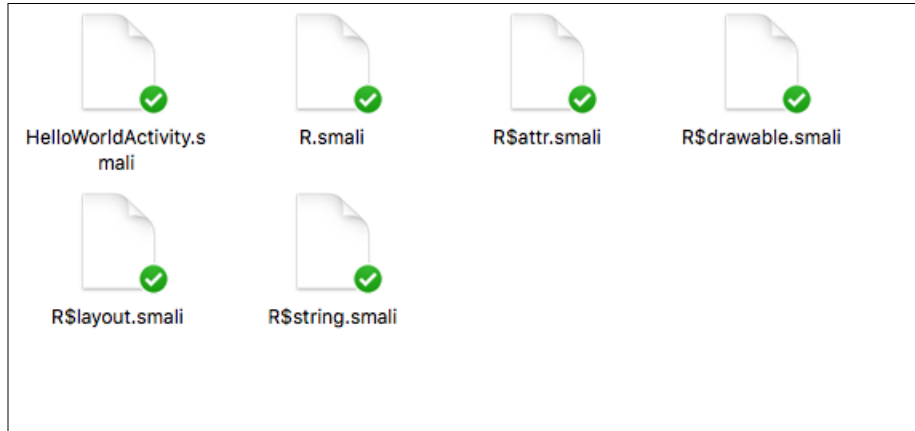 HelloWorldActivity.s
mali
R.smali
R$attr.smali
R$drawable.smali
R$layout.smali
R$string.smali